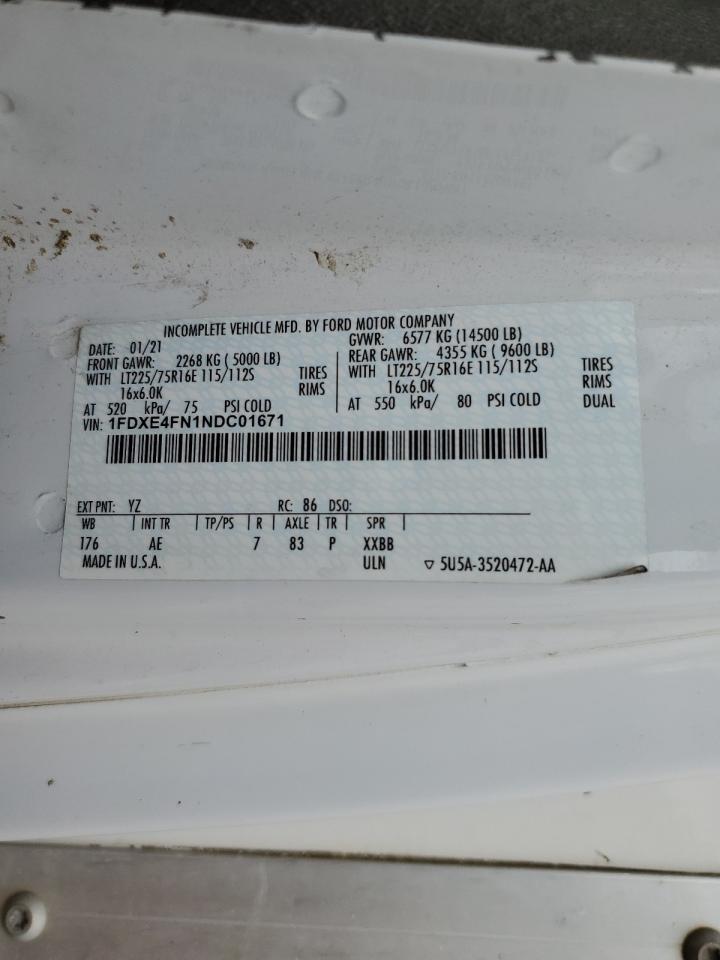 INCOMPLETE VEHICLE MFD. BY FORD MOTOR COMPANY
DATE: 01/21 GVWR: 6577 KG (14500 LB)
FRONT GAWR: 2268 KG ( 5000 LB) REAR GAWR: 4355 KG ( 9600 LB)
WITH LT225/75R16E 115/112S TIRES WITH LT225/75R16E 115/112S TIRES
16x6.0K RIMS 16x6.0K RIMS
AT 520 kPa/ 75 PSI COLD AT 550 kPa/ 80 PSI COLD DUAL
VIN: 1FDXE4FN1NDC01671
EXT PNT: YZ RC: 86 DSO:
WB INT TR TP/PS R AXLE TR SPR
176 AE 7 83 P XXBB
MADE IN U.S.A. ULN ▽ 5U5A-3520472-AA